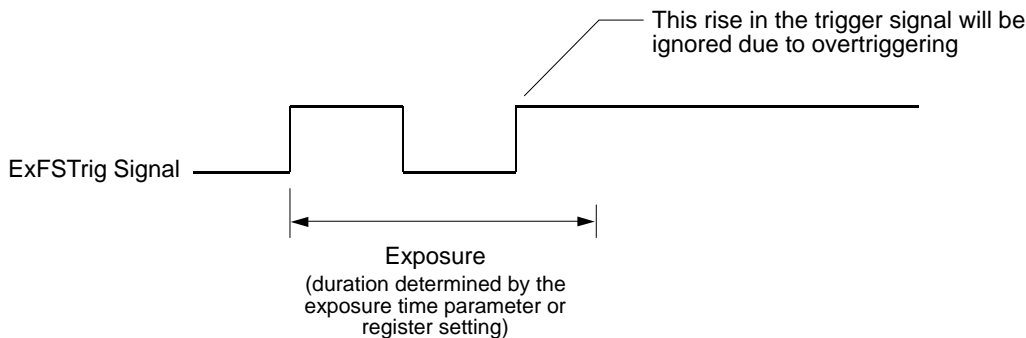 This rise in the trigger signal will be
ignored due to overtriggering
ExFSTrig Signal
Exposure
(duration determined by the
exposure time parameter or
register setting)